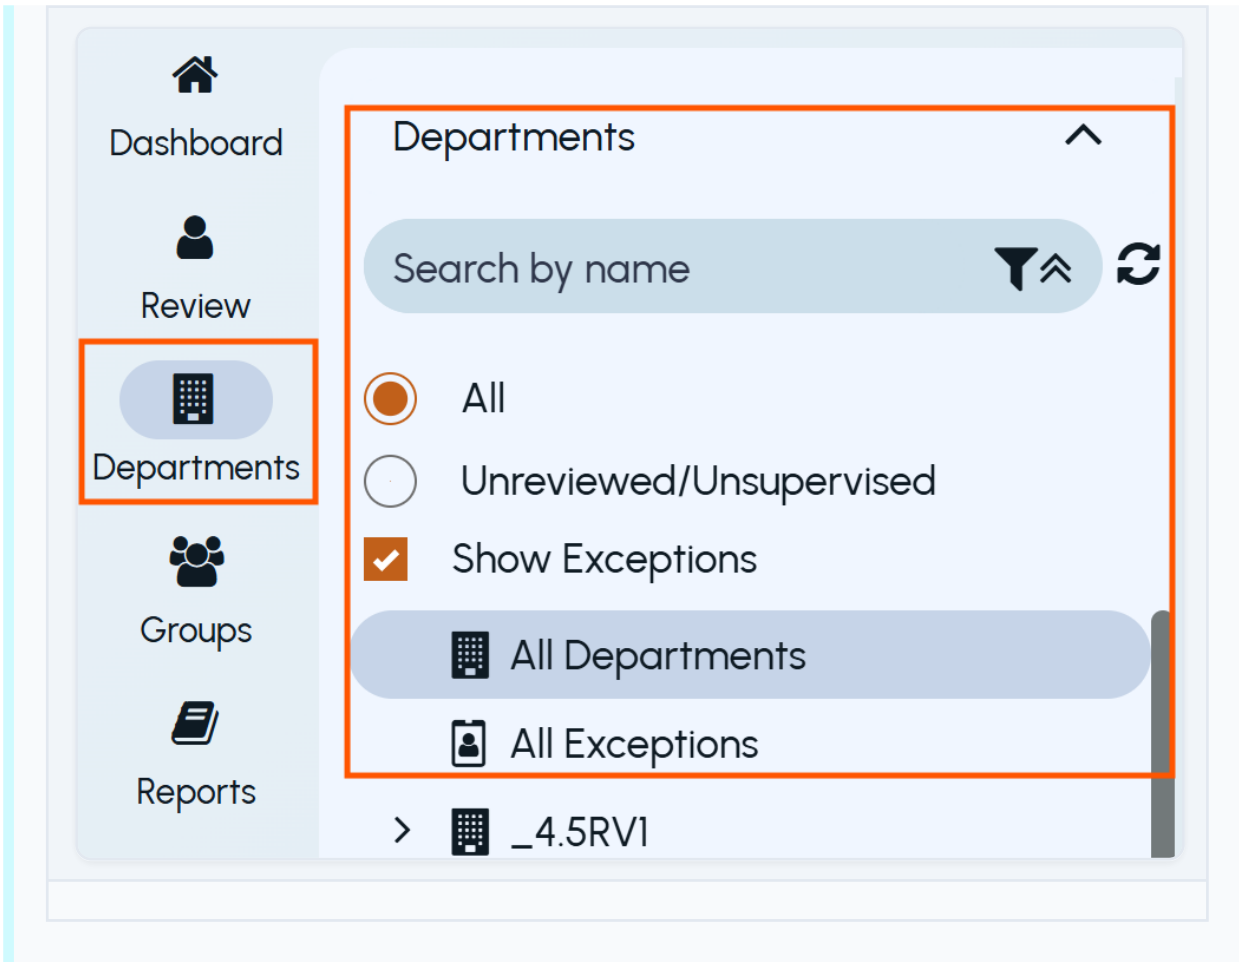 Dashboard
Review
Departments
Groups
Reports
Departments
Search by name
All
Unreviewed/Unsupervised
Show Exceptions
All Departments
All Exceptions
_4.5RV1